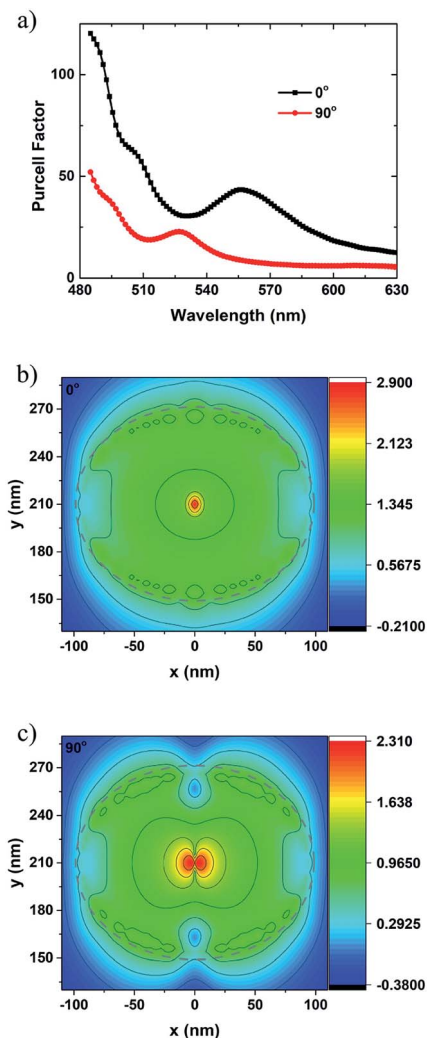 a)
Purcell Factor
100
50
0
0°
90°
480 510 540 570 600 630
Wavelength (nm)
b)
0°
y (nm)
270
240
210
180
150
-100 -50 0 50 100
x (nm)
2.900
2.123
1.345
0.5675
-0.2100
c)
90°
y (nm)
270
240
210
180
150
-100 -50 0 50 100
x (nm)
2.310
1.638
0.9650
0.2925
-0.3800